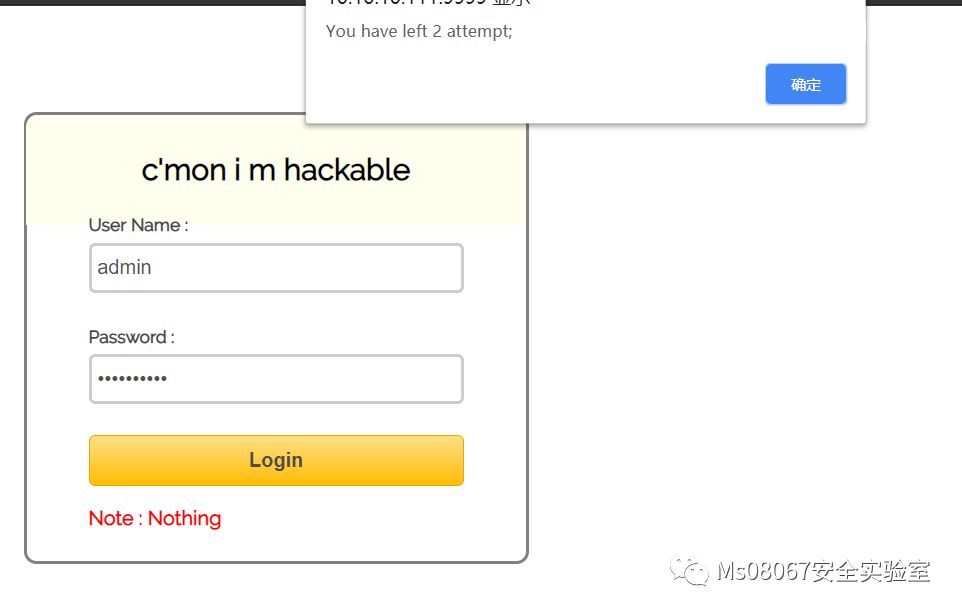 You have left 2 attempt;
确定
c'mon i m hackable
User Name :
admin
Password :
••••••••••
Login
Note : Nothing
Ms08067安全实验室